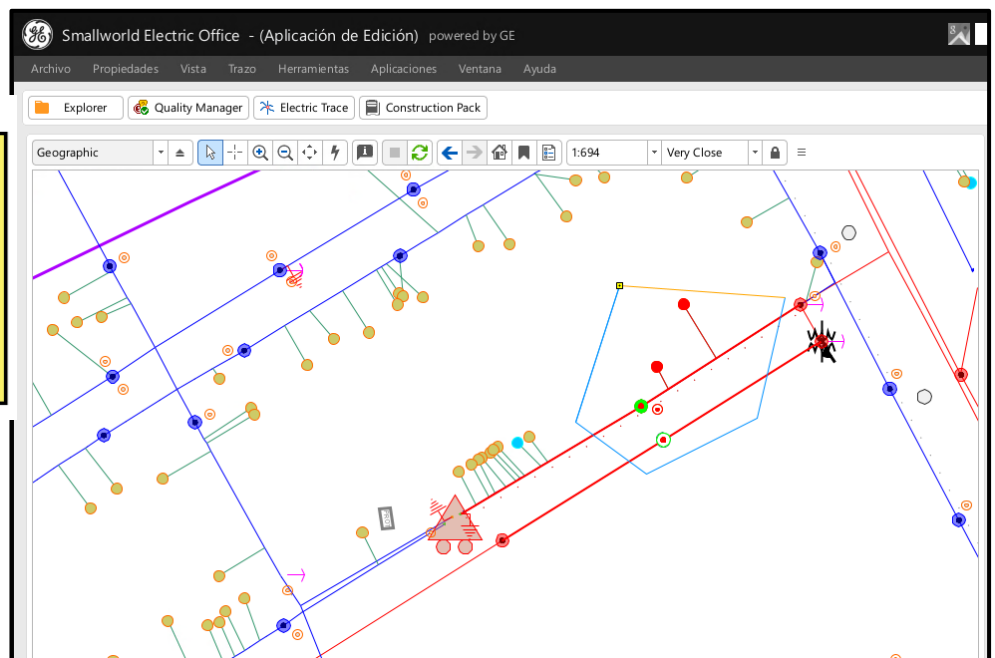 Smallworld Electric Office - (Aplicación de Edición) powered by GE
Archivo Propiedades Vista Trazo Herramientas Aplicaciones Ventana Ayuda
Explorer Quality Manager Electric Trace Construction Pack
Geographic 1:694 Very Close